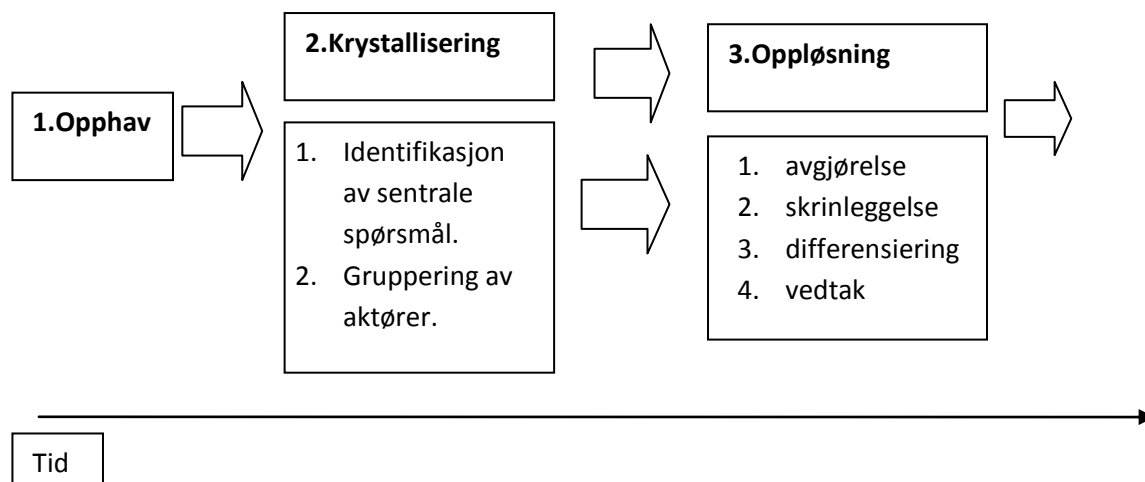 1.Opphav
2.Krystallisering
1. Identifikasjon
av sentrale
spørsmål.
2. Gruppering av
aktører.
3.Oppløsning
1. avgjørelse
2. skrinleggelse
3. differensiering
4. vedtak
Tid